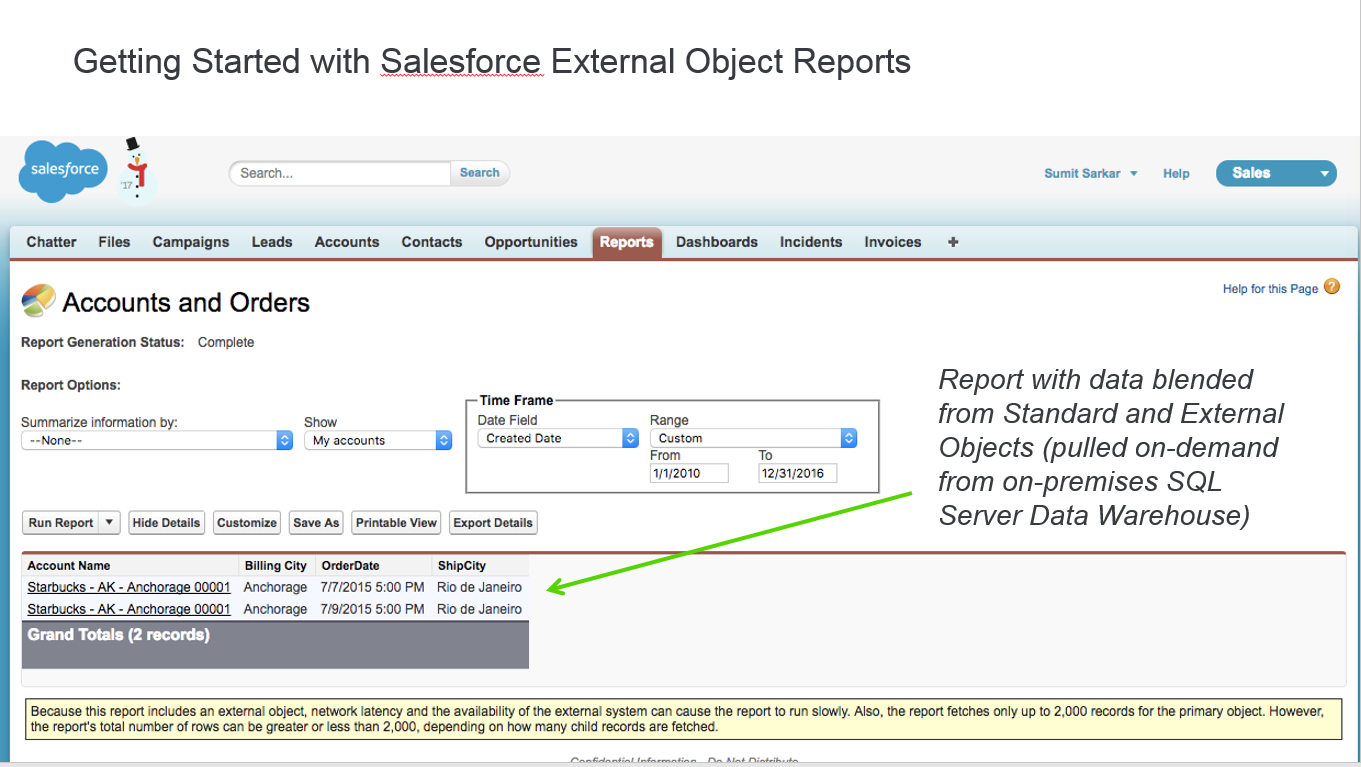 Getting Started with Salesforce External Object Reports
salesforce
'17
Search...
Search
Sumit Sarkar
Help
Sales
Chatter Files Campaigns Leads Accounts Contacts Opportunities Reports Dashboards Incidents Invoices +
Help for this Page ?
Accounts and Orders
Report Generation Status: Complete
Report Options:
Summarize information by:
--None--
Show
My accounts
Time Frame
Date Field
Created Date
Range
Custom
From
1/1/2010
To
12/31/2016
Report with data blended
from Standard and External
Objects (pulled on-demand
from on-premises SQL
Server Data Warehouse)
Run Report Hide Details Customize Save As Printable View Export Details
Account Name Billing City OrderDate ShipCity
Starbucks - AK - Anchorage 00001 Anchorage 7/7/2015 5:00 PM Rio de Janeiro
Starbucks - AK - Anchorage 00001 Anchorage 7/9/2015 5:00 PM Rio de Janeiro
Grand Totals (2 records)
Because this report includes an external object, network latency and the availability of the external system can cause the report to run slowly. Also, the report fetches only up to 2,000 records for the primary object. However,
the report's total number of rows can be greater or less than 2,000, depending on how many child records are fetched.
Confidential Information - Do Not Distribute